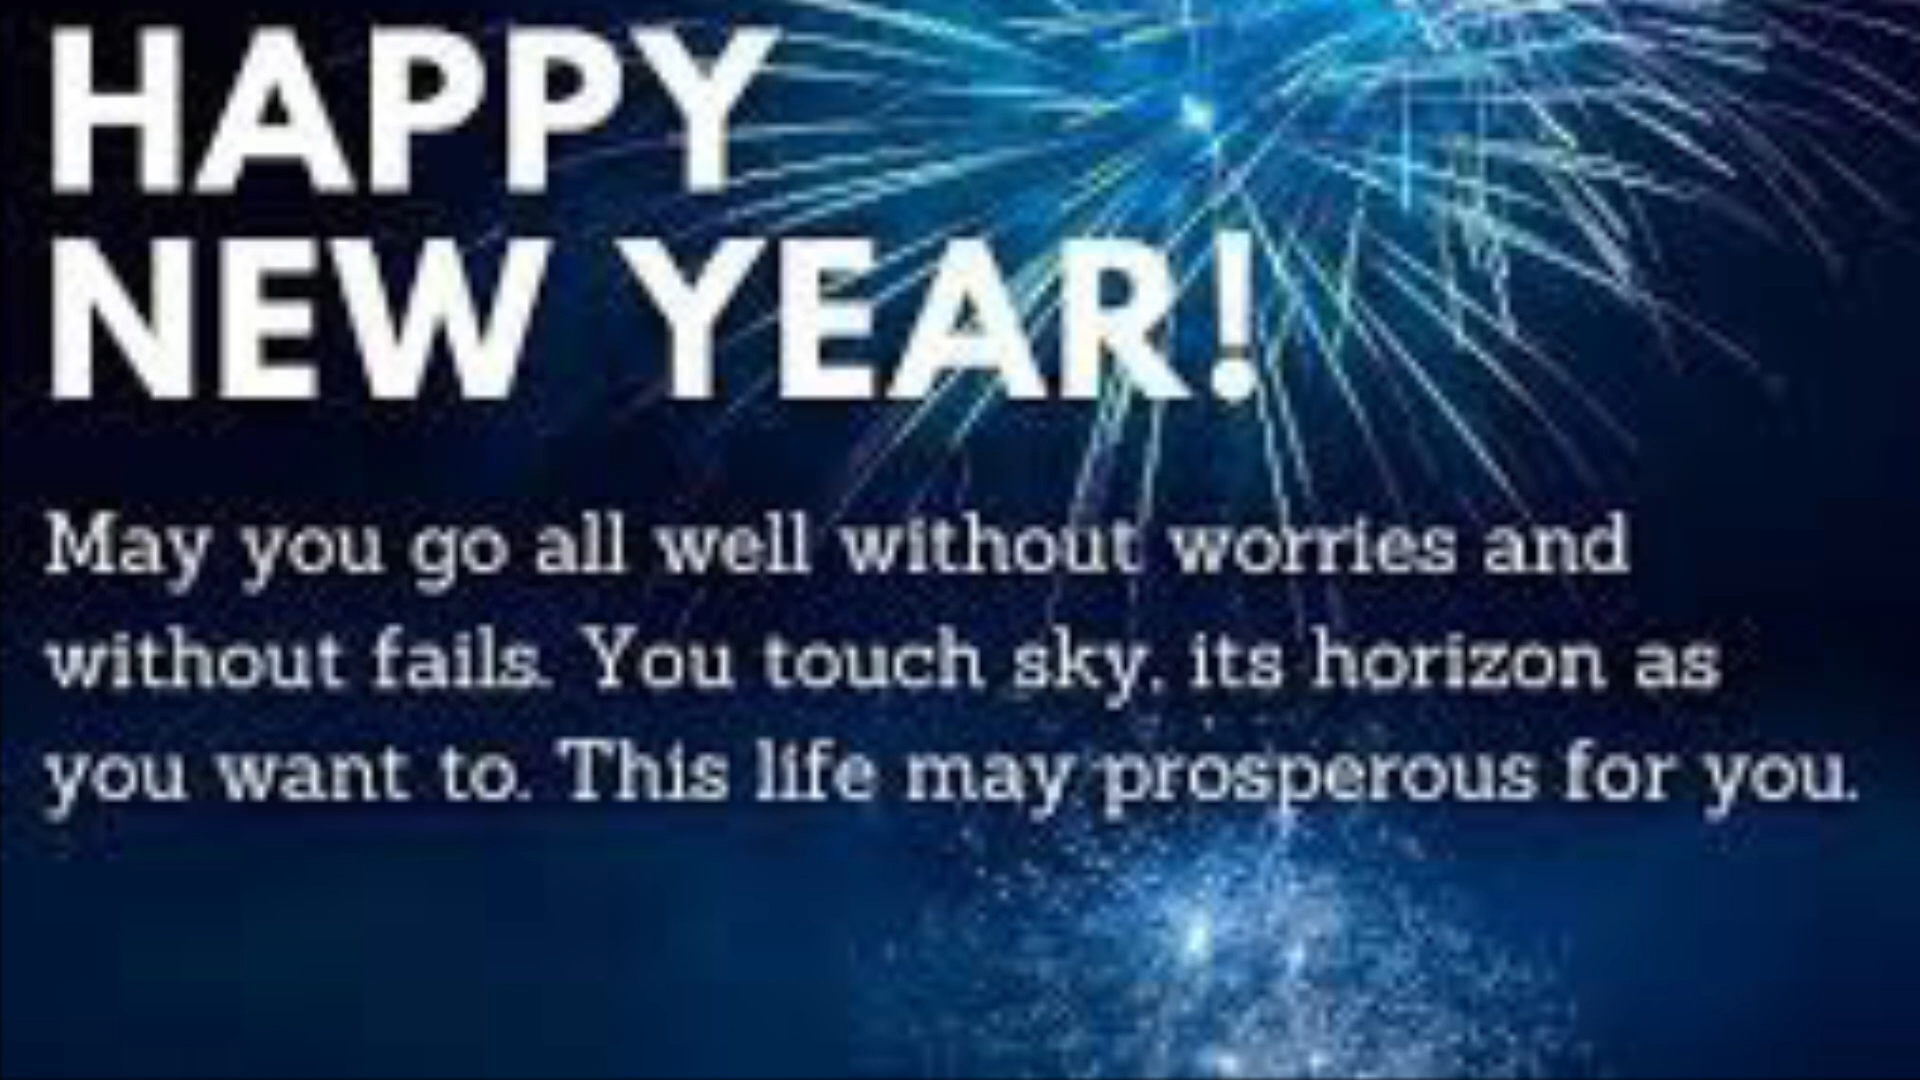 HAPPY
NEW YEAR!
May you go all well without worries and
without fails. You touch sky, its horizon as
you want to. This life may prosperous for you.